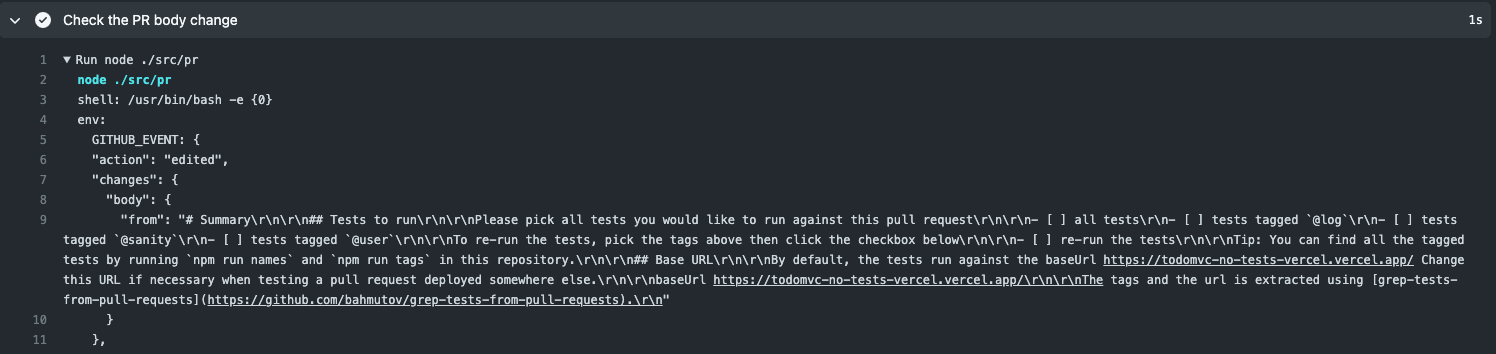 Check the PR body change 1s
1 ▼ Run node ./src/pr
2 node ./src/pr
3 shell: /usr/bin/bash -e {0}
4 env:
5 GITHUB_EVENT: {
6 "action": "edited",
7 "changes": {
8 "body": {
9 "from": "# Summary\r\n\r\n## Tests to run\r\n\r\nPlease pick all tests you would like to run against this pull request\r\n\r\n- [ ] all tests\r\n- [ ] tests tagged `@log`\r\n- [ ] tests
tagged `@sanity`\r\n- [ ] tests tagged `@user`\r\n\r\nTo re-run the tests, pick the tags above then click the checkbox below\r\n\r\n- [ ] re-run the tests\r\n\r\nTip: You can find all the tagged
tests by running `npm run names` and `npm run tags` in this repository.\r\n\r\n## Base URL\r\n\r\nBy default, the tests run against the baseUrl https://todomvc-no-tests-vercel.vercel.app/ Change
this URL if necessary when testing a pull request deployed somewhere else.\r\n\r\nbaseUrl https://todomvc-no-tests-vercel.vercel.app/\r\n\r\nThe tags and the url is extracted using [grep-tests-
from-pull-requests](https://github.com/bahmutov/grep-tests-from-pull-requests).\r\n"
10 }
11 },